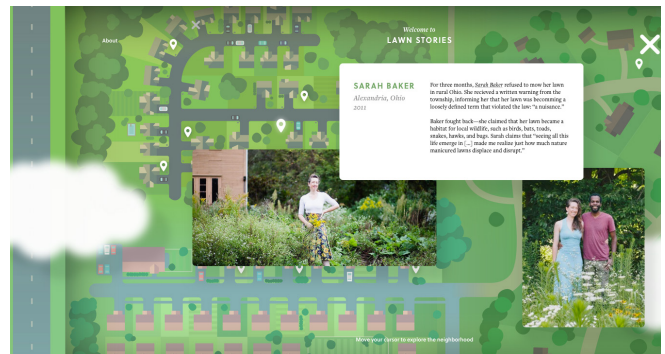 About
Welcome to
LAWN STORIES
SARAH BAKER
Alexandria, Ohio
2011
For three months, Sarah Baker refused to mow her lawn
in rural Ohio. She recieved a written warning from the
township, informing her that her lawn was becoming a
loosely defined term that violated the law: "a nuisance."
Baker fought back—she claimed that her lawn became a
habitat for local wildlife, such as birds, bats, toads,
snakes, hawks, and bugs. Sarah claims that "seeing all this
life emerge in [...] made me realize just how much nature
manicured lawns displace and disrupt."
Move your cursor to explore the neighborhood